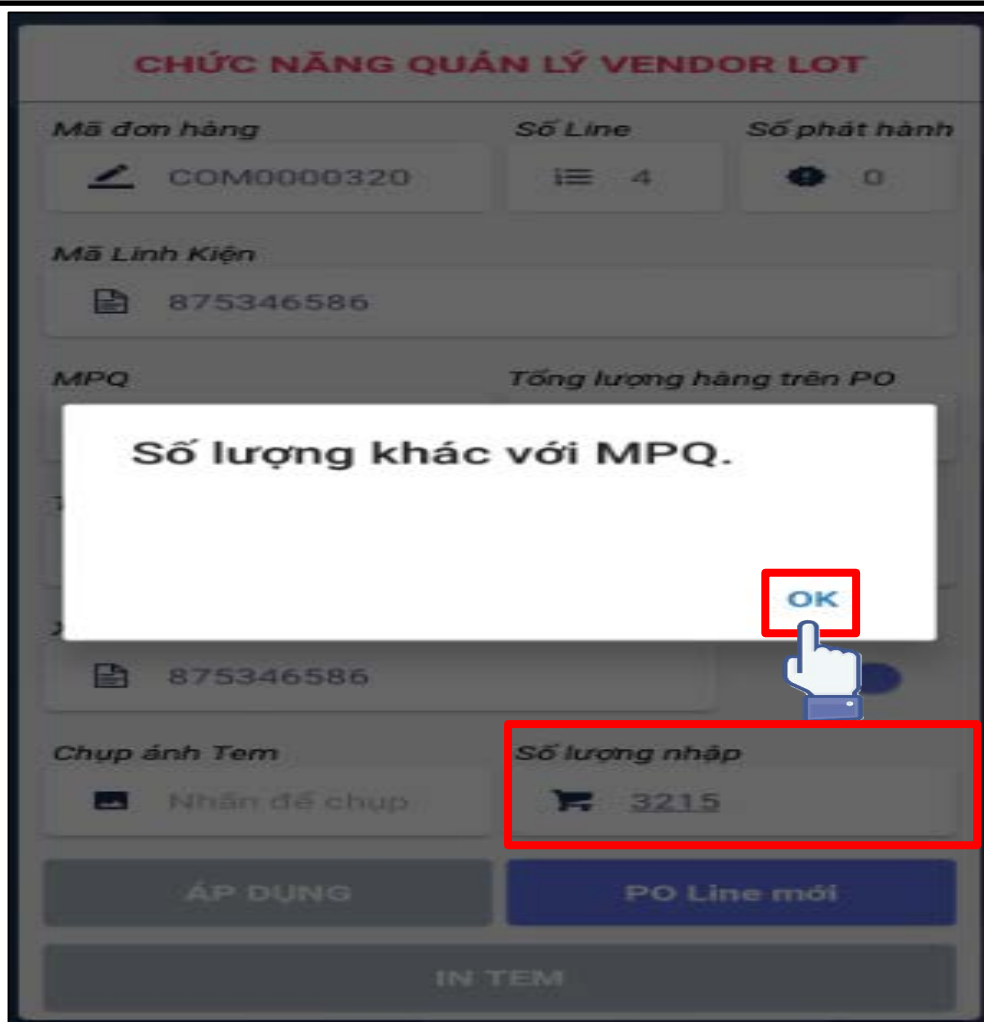 CHỨC NĂNG QUẢN LÝ VENDOR LOT
Mã đơn hàng Số Line Số phát hành
COM0000320 4 0
Mã Linh Kiện
875346586
MPQ Tổng lượng hàng trên PO
Số lượng khác với MPQ.
OK
875346586
Chụp ảnh Tem Số lượng nhập
Nhấn để chụp 3215
ÁP DỤNG PO Line mới
IN TEM